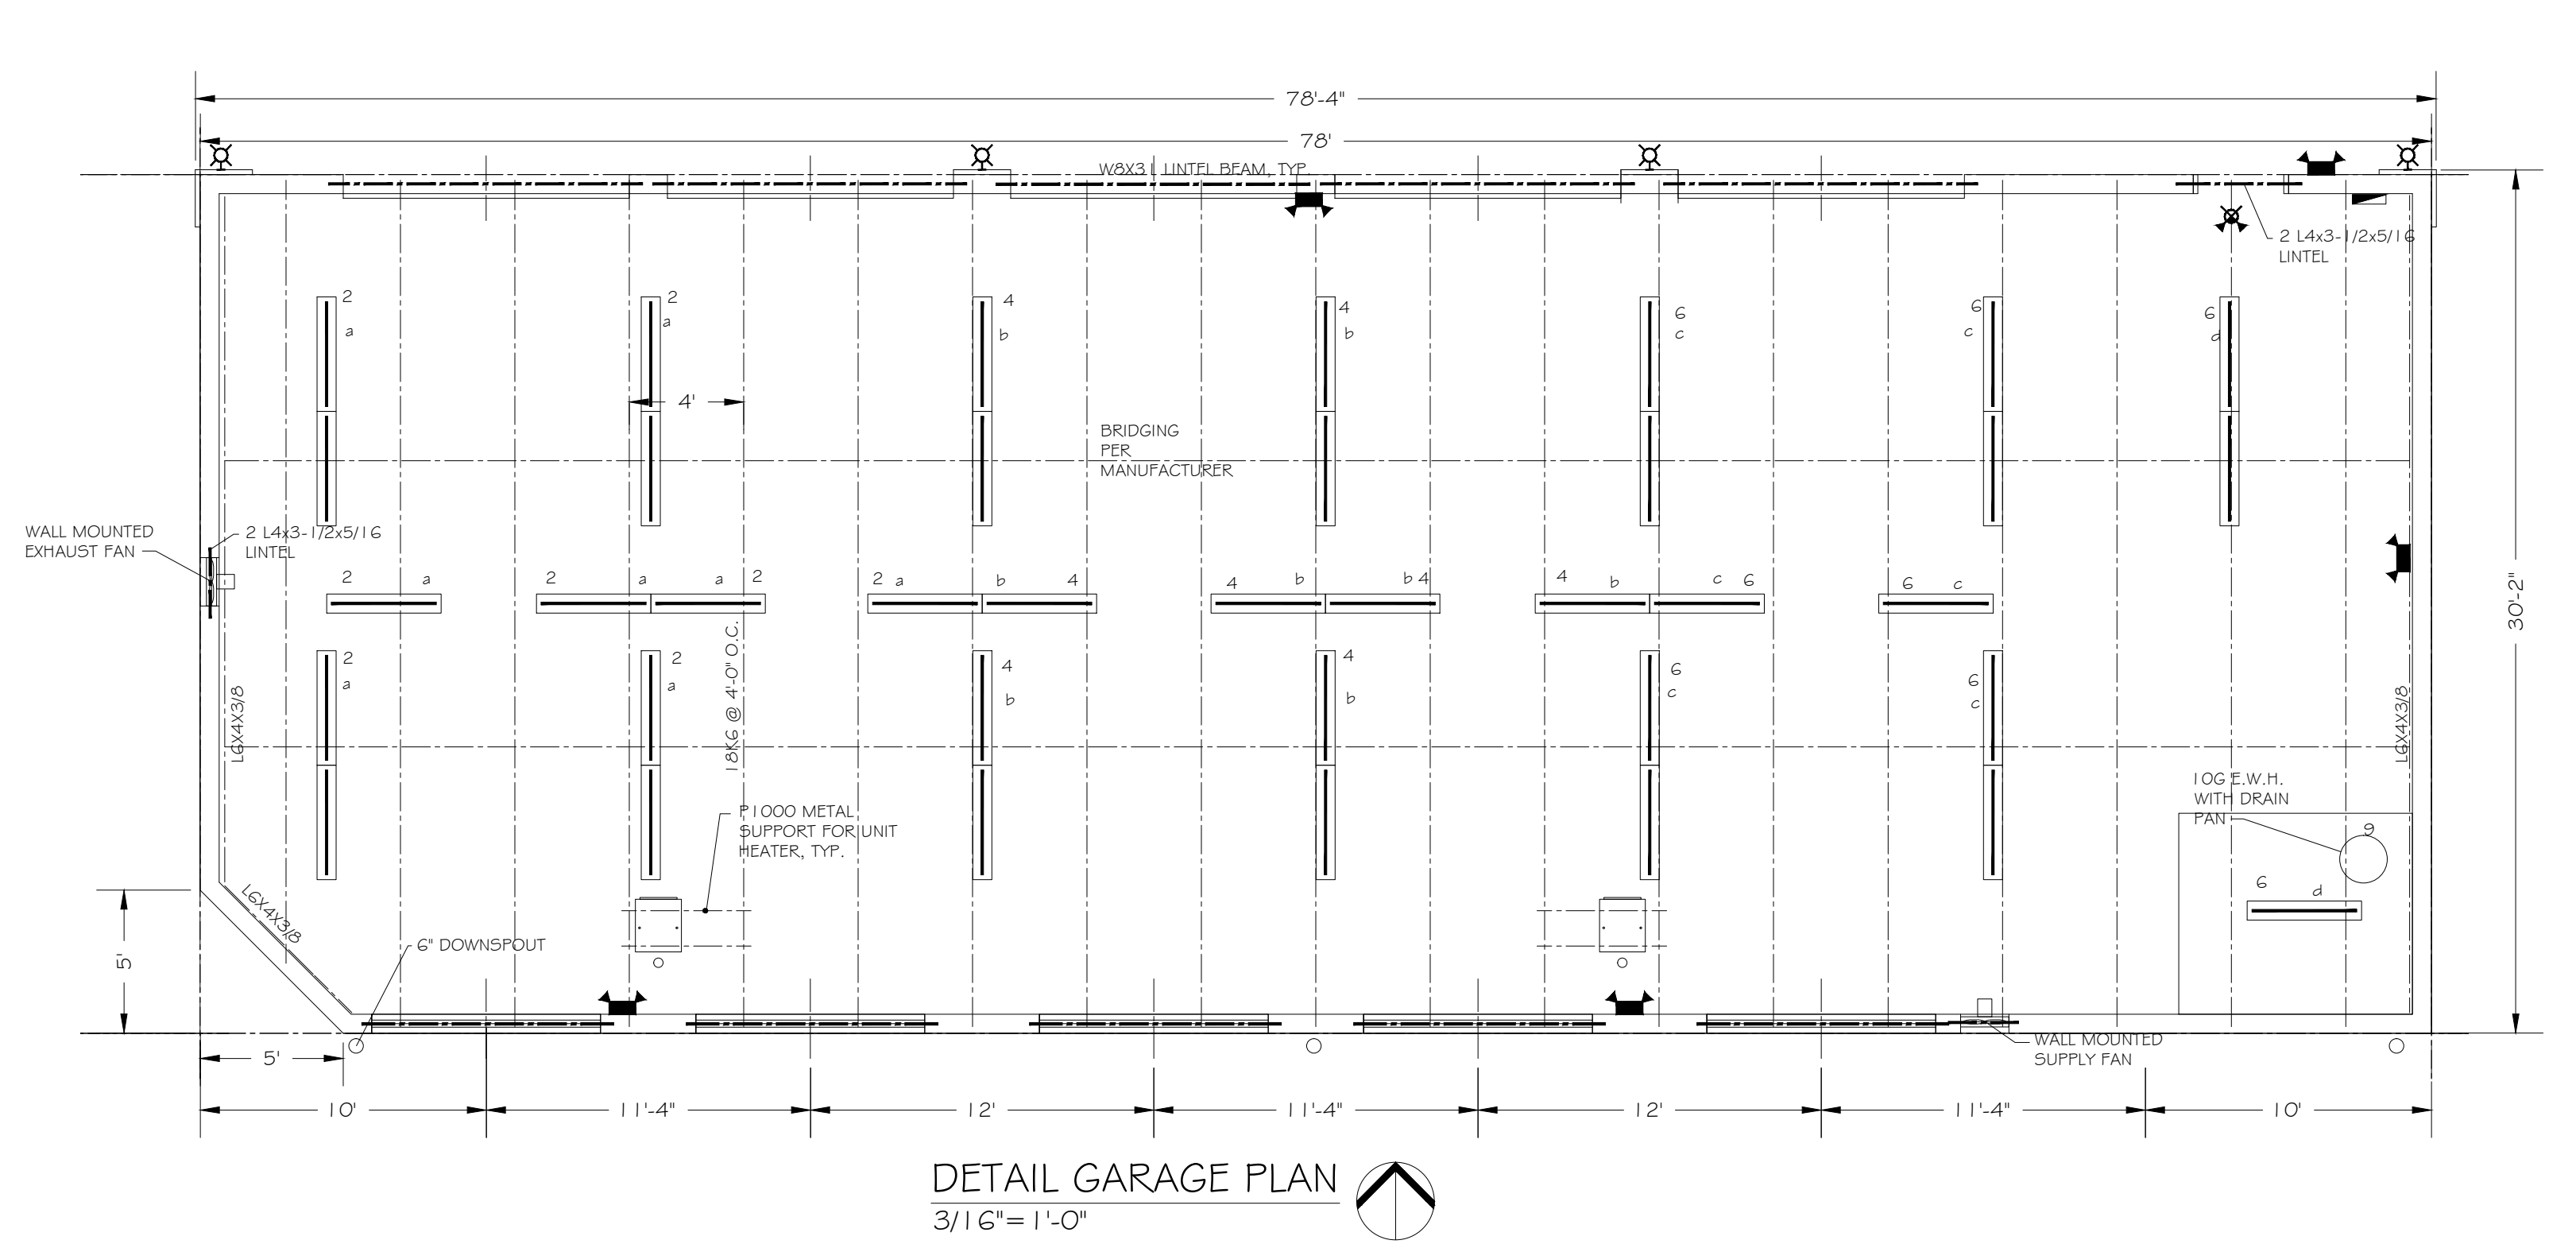 78'-4"
78'
W8X31 LINTEL BEAM, TYP.
2 L4x3-1/2x5/16
LINTEL
2
2
4
4
6
6
6
a
a
b
b
c
c
d
4'
BRIDGING
PER
MANUFACTURER
WALL MOUNTED
EXHAUST FAN
2 L4x3-1/2x5/16
LINTEL
2 a
2 a
a 2
2 a
b 4
4 b
b 4
4 b
c 6
6 c
30'-2"
2
2
4
4
6
6
a
a
b
b
c
c
L6X4X3/8
18K6 @ 4'-0" O.C.
L6X4X3/8
10G E.W.H.
WITH DRAIN
PAN
9
P1000 METAL
SUPPORT FOR UNIT
HEATER, TYP.
6 d
L6X4X3/8
6" DOWNSPOUT
5'
WALL MOUNTED
SUPPLY FAN
5'
10'
11'-4"
12'
11'-4"
12'
11'-4"
10'
DETAIL GARAGE PLAN
3/16"=1'-0"